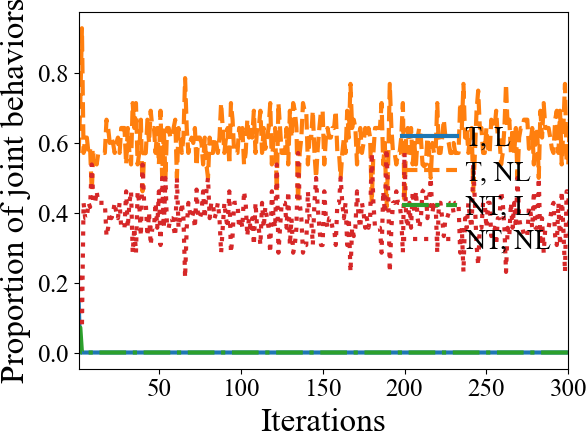 Proportion of joint behaviors
0.8
0.6
0.4
0.2
0.0
T, L
T, NL
NT, L
NT, NL
50
100
150
200
250
300
Iterations